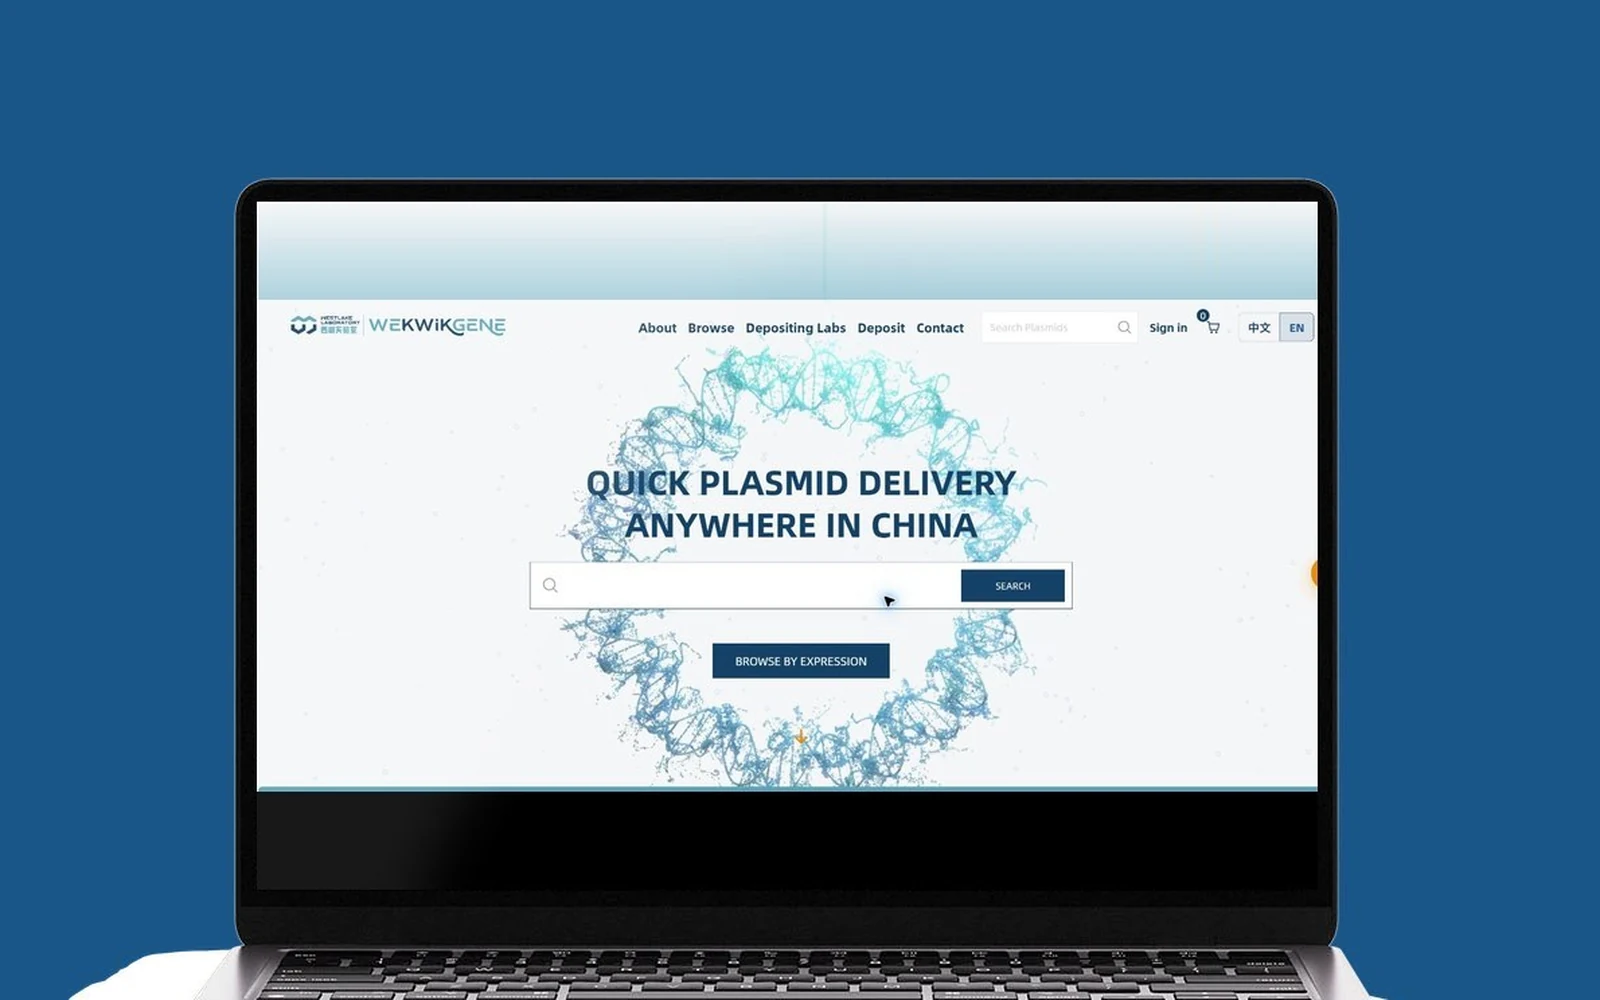 WESTLAKE
LABORATORY
西湖实验室
WEKWiKGENE
About Browse Depositing Labs Deposit Contact
Search Plasmids
Sign in
0
中文 EN
QUICK PLASMID DELIVERY
ANYWHERE IN CHINA
SEARCH
BROWSE BY EXPRESSION